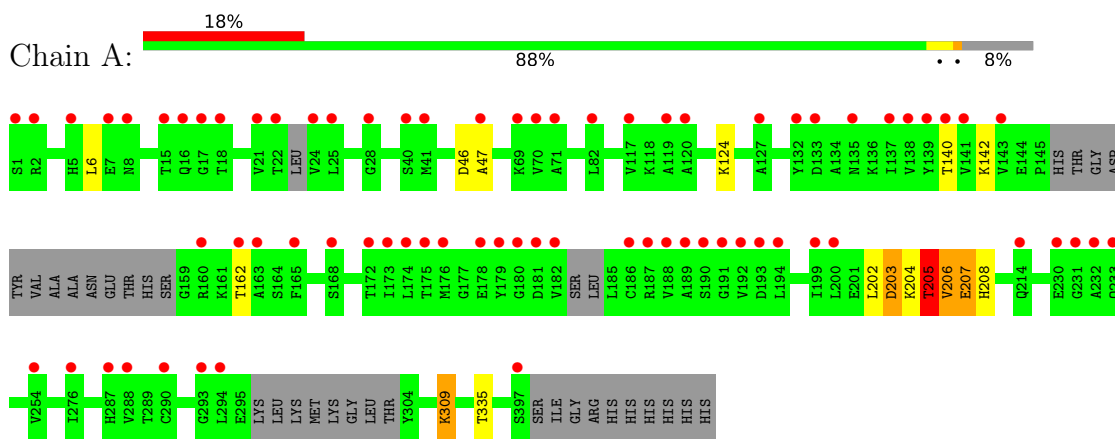 18%
Chain A:
88%
• •
8%
S1 R2 H5 L6 E7 N8 T15 Q16 G17 T18 V21 T22 LEU V24 L25 G28 S40 M41 D46 A47 K69 V70 A71 L82 V117 K118 A119 A120 K124 A127 Y132 D133 A134 N135 K136 I137 V138 Y139 T140 V141 K142 V143 E144 P145 HIS THR GLY ASP
TYR VAL ALA ALA ASN GLU THR HIS SER G159 R160 K161 T162 A163 S164 F165 S168 T172 I173 L174 T175 M176 G177 E178 Y179 G180 D181 V182 SER LEU L185 C186 R187 V188 A189 S190 G191 V192 D193 L194 I199 L200 E201 L202 D203 K204 T205 V206 E207 H208 Q214 E230 G231 A232
V254 I276 H287 V288 T289 C290 G293 L294 E295 LYS LEU LYS MET LYS GLY LEU THR Y304 K309 T335 S397 SER ILE GLY ARG HIS HIS HIS HIS HIS HIS